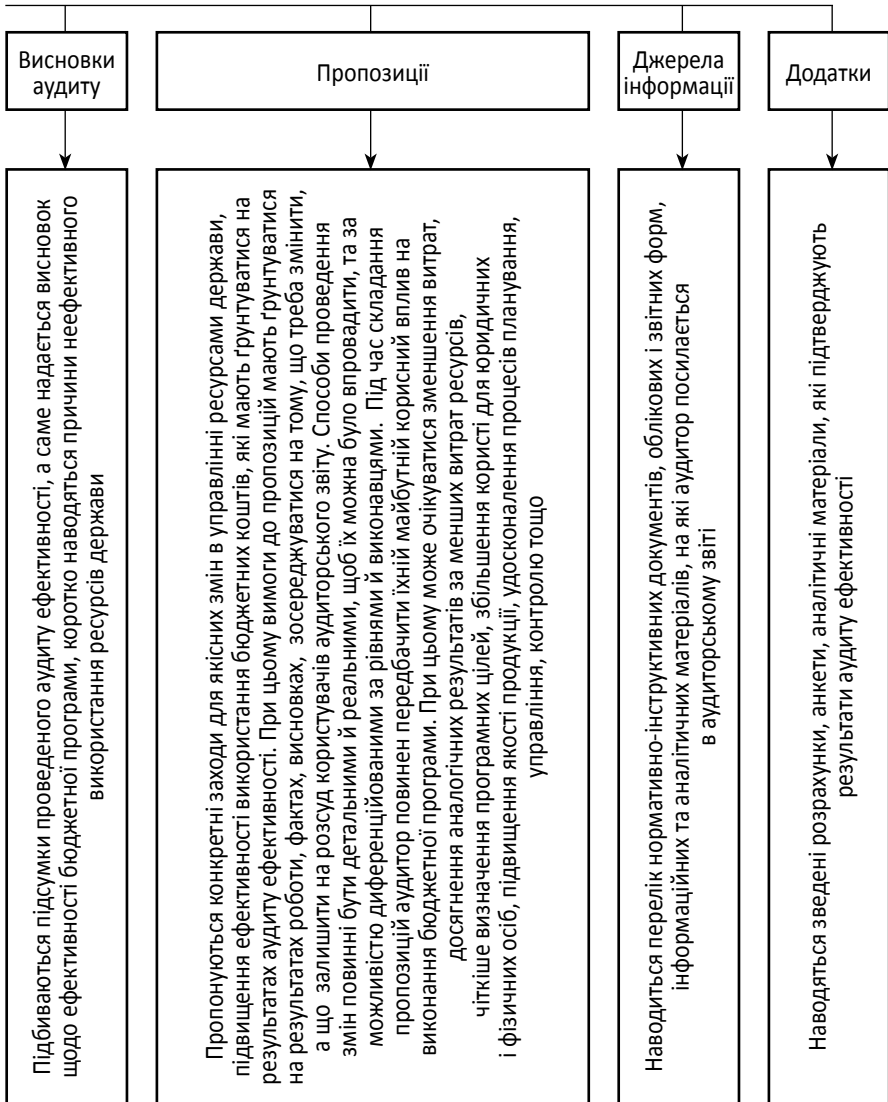 Висновки
аудиту
Пропозиції
Джерела
інформації
Додатки
Підбиваються підсумки проведеного аудиту ефективності, а саме надається висновок
щодо ефективності бюджетної програми, коротко наводяться причини неефективного
використання ресурсів держави
Пропонуються конкретні заходи для якісних змін в управлінні ресурсами держави,
підвищення ефективності використання бюджетних коштів, які мають ґрунтуватися на
результатах аудиту ефективності. При цьому вимоги до пропозицій мають ґрунтуватися
на результатах роботи, фактах, висновках, зосереджуватися на тому, що треба змінити,
а що залишити на розсуд користувачів аудиторського звіту. Способи проведення
змін повинні бути детальними й реальними, щоб їх можна було впровадити, та за
можливістю диференційованими за рівнями й виконавцями. Під час складання
пропозицій аудитор повинен передбачити їхній майбутній корисний вплив на
виконання бюджетної програми. При цьому може очікуватися зменшення витрат,
досягнення аналогічних результатів за менших витрат ресурсів,
чіткіше визначення програмних цілей, збільшення користі для юридичних
і фізичних осіб, підвищення якості продукції, удосконалення процесів планування,
управління, контролю тощо
Наводиться перелік нормативно-інструктивних документів, облікових і звітних форм,
інформаційних та аналітичних матеріалів, на які аудитор посилається
в аудиторському звіті
Наводяться зведені розрахунки, анкети, аналітичні матеріали, які підтверджують
результати аудиту ефективності